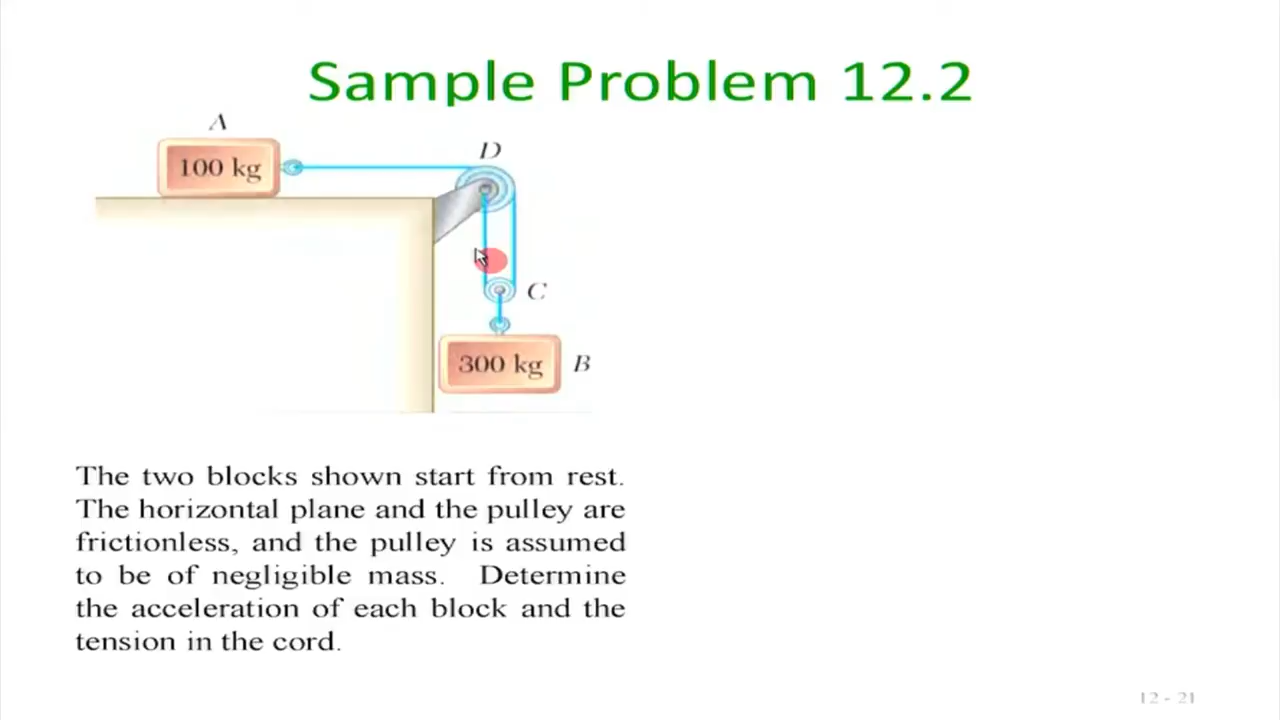 Sample Problem 12.2
A
100 kg
D
C
300 kg
B
The two blocks shown start from rest.
The horizontal plane and the pulley are
frictionless, and the pulley is assumed
to be of negligible mass. Determine
the acceleration of each block and the
tension in the cord.
12 - 21